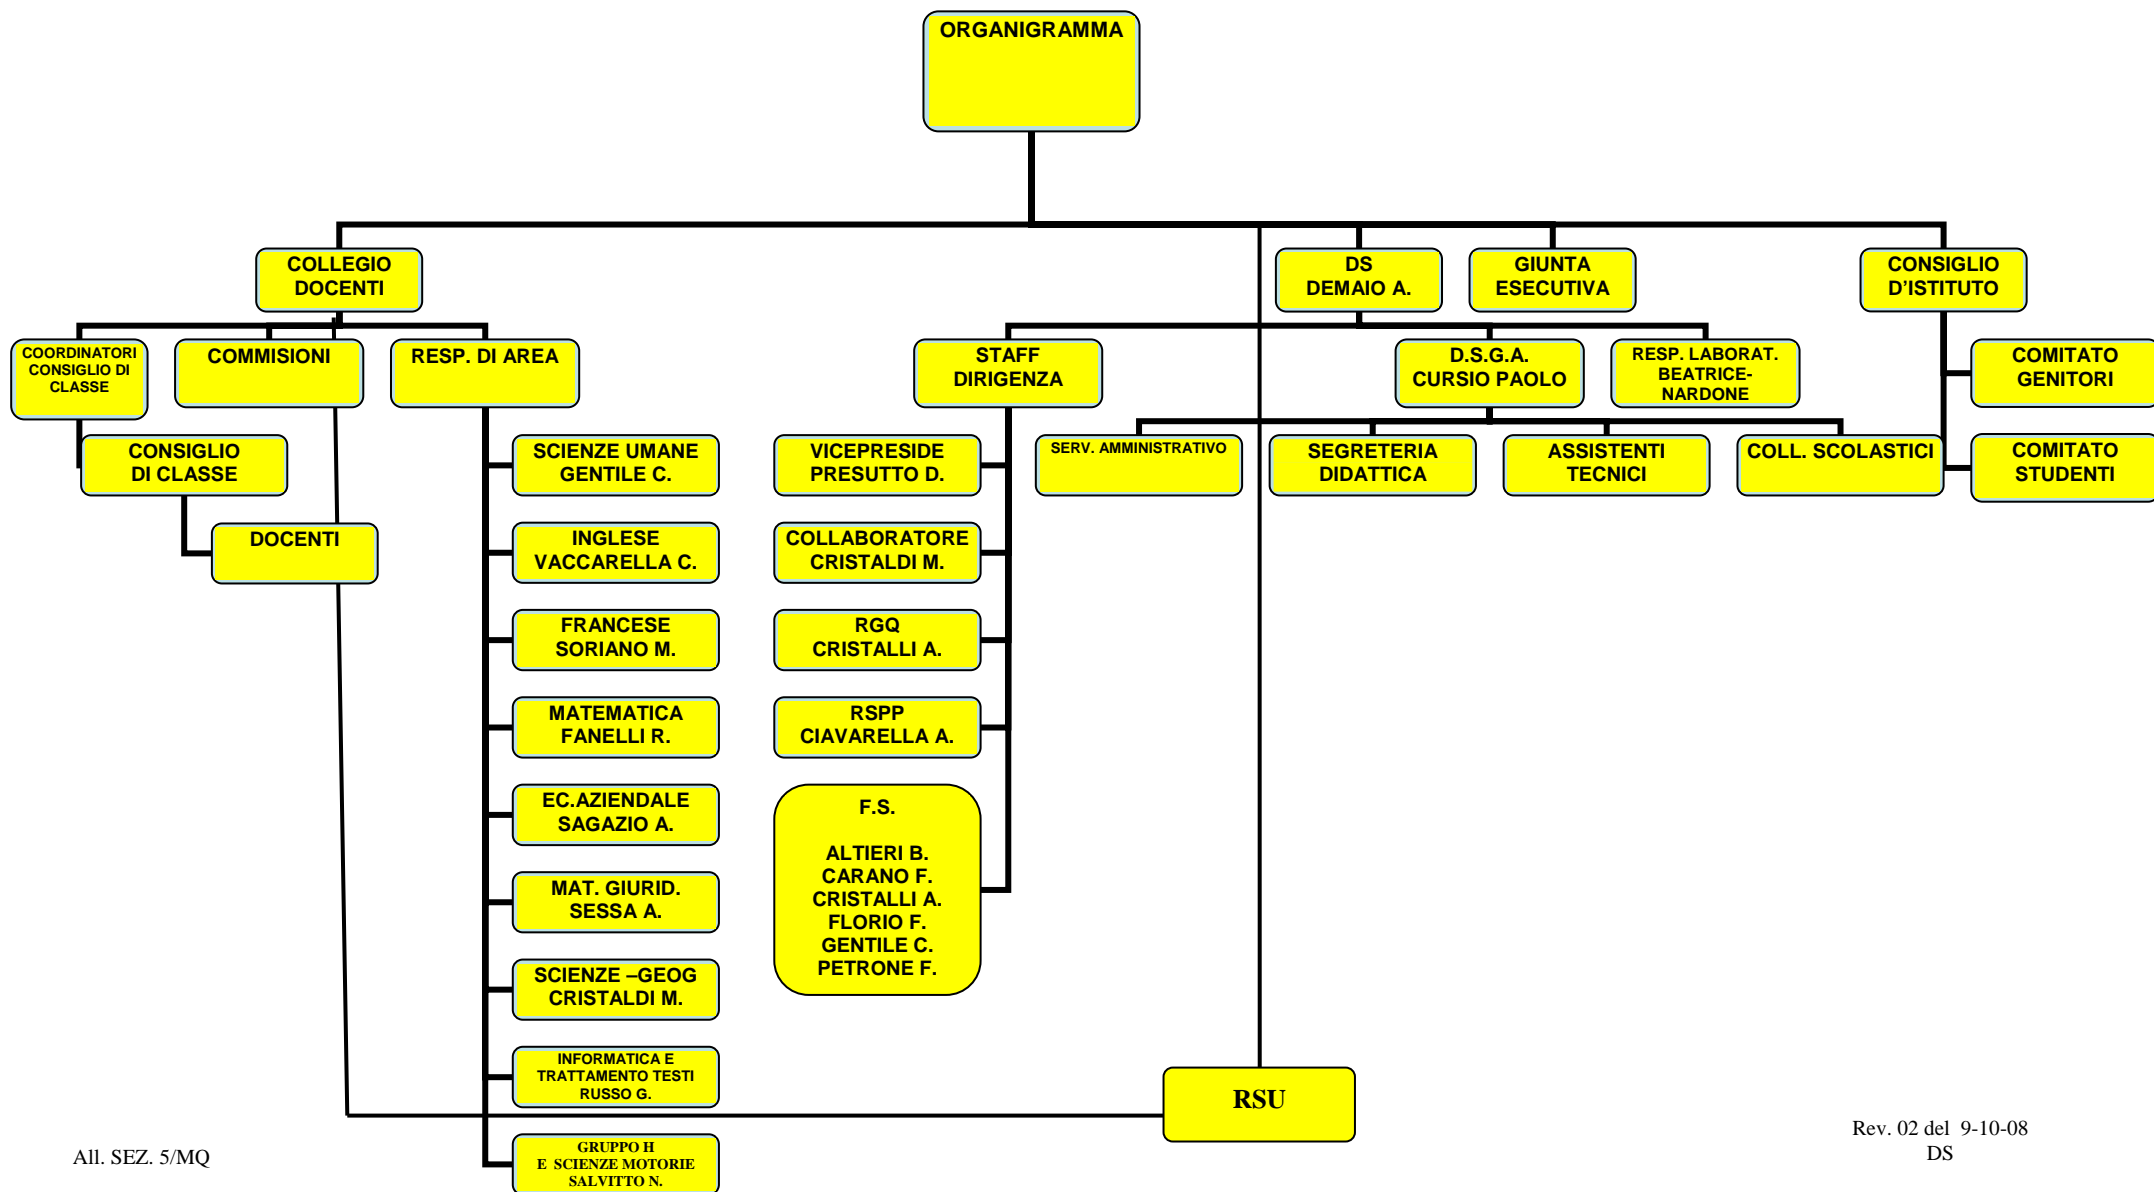 ORGANIGRAMMA
COLLEGIO
DOCENTI
DS
DEMAIO A.
GIUNTA
ESECUTIVA
CONSIGLIO
D’ISTITUTO
COORDINATORI
CONSIGLIO DI
CLASSE
COMMISIONI
RESP. DI AREA
STAFF
DIRIGENZA
D.S.G.A.
CURSIO PAOLO
RESP. LABORAT.
BEATRICE-
NARDONE
COMITATO
GENITORI
CONSIGLIO
DI CLASSE
SCIENZE UMANE
GENTILE C.
VICEPRESIDE
PRESUTTO D.
SERV. AMMINISTRATIVO
SEGRETERIA
DIDATTICA
ASSISTENTI
TECNICI
COLL. SCOLASTICI
COMITATO
STUDENTI
DOCENTI
INGLESE
VACCARELLA C.
COLLABORATORE
CRISTALDI M.
FRANCESE
SORIANO M.
RGQ
CRISTALLI A.
MATEMATICA
FANELLI R.
RSPP
CIAVARELLA A.
EC.AZIENDALE
SAGAZIO A.
F.S.
ALTIERI B.
CARANO F.
CRISTALLI A.
FLORIO F.
GENTILE C.
PETRONE F.
MAT. GIURID.
SESSA A.
SCIENZE –GEOG
CRISTALDI M.
INFORMATICA E
TRATTAMENTO TESTI
RUSSO G.
RSU
GRUPPO H
E SCIENZE MOTORIE
SALVITTO N.
All. SEZ. 5/MQ
Rev. 02 del 9-10-08
DS